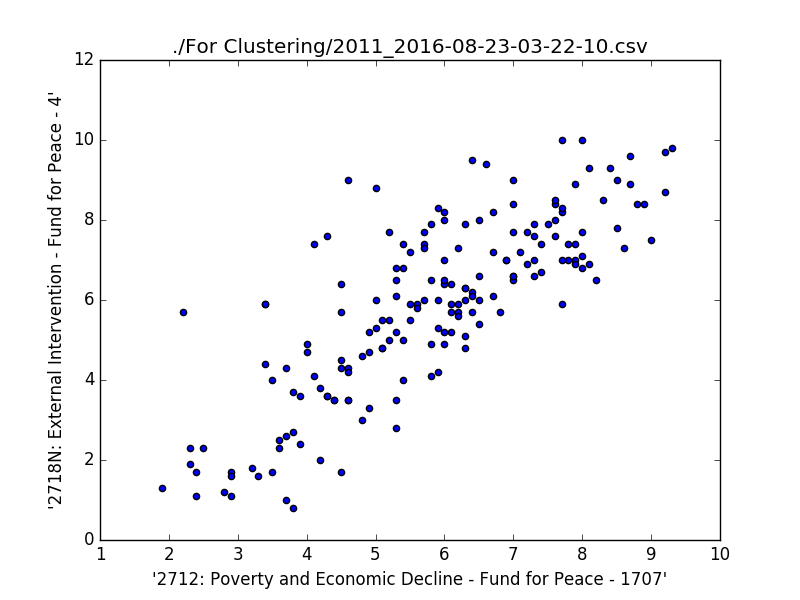 ./For Clustering/2011_2016-08-23-03-22-10.csv
12
10
8
6
4
2
0
'2718N: External Intervention - Fund for Peace - 4'
1 2 3 4 5 6 7 8 9 10
'2712: Poverty and Economic Decline - Fund for Peace - 1707'